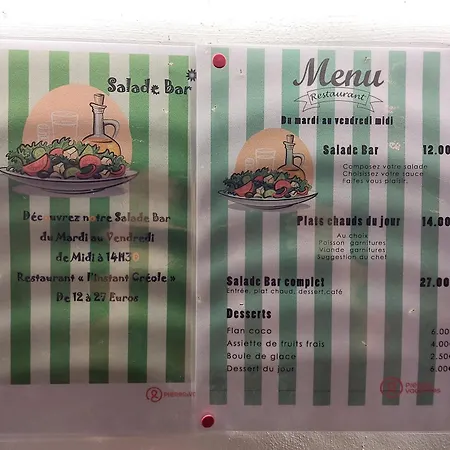 Salade Bar
Découvrez notre Salade Bar
du Mardi au Vendredi
de Midi à 14H30
Restaurant « l'instant Créole »
De 12 à 27 Euros
Menu
Restaurant
Du mardi au vendredi midi
Salade Bar 12.00
Composez votre salade
Choisissez votre sauce
Faites vous plaisir.
Plats chauds du jour 14.00
Au choix
Poisson garnitures
Viande garnitures
Suggestion du chef
Salade Bar complet 27.00
Entrée, plat chaud, dessert,café
Desserts
Flan coco 6.00
Assiette de fruits frais 4.00
Boule de glace 2.50
Dessert du jour 6.00